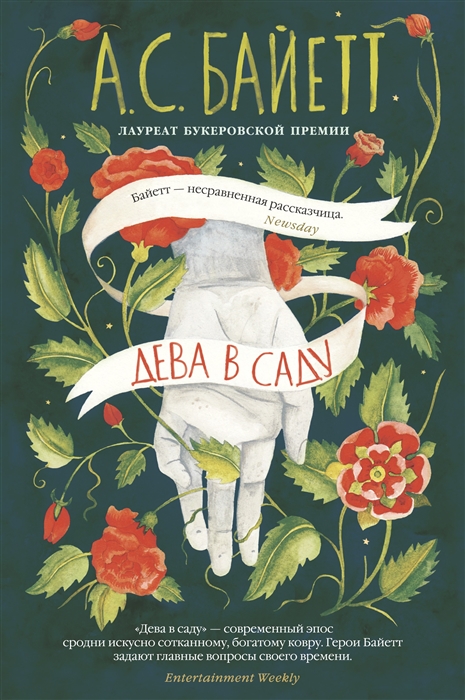 А.С. БАЙЕТТ
ЛАУРЕАТ БУКЕРОВСКОЙ ПРЕМИИ
Байетт — несравненная рассказчица.
Newsday
ДЕВА В САДУ
«Дева в саду» — современный эпос
сродни искусно сотканному, богатому ковру. Герои Байетт
задают главные вопросы своего времени.
Entertainment Weekly